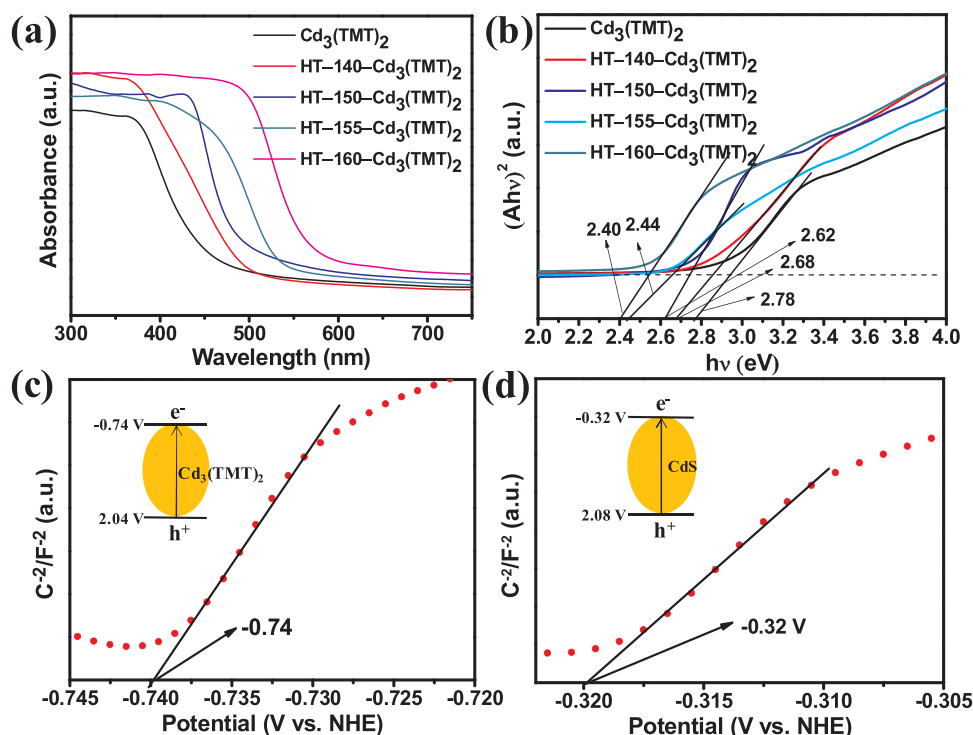 (a)
Cd₃(TMT)₂
HT–140–Cd₃(TMT)₂
HT–150–Cd₃(TMT)₂
HT–155–Cd₃(TMT)₂
HT–160–Cd₃(TMT)₂
Absorbance (a.u.)
300 400 500 600 700
Wavelength (nm)
(b)
Cd₃(TMT)₂
HT–140–Cd₃(TMT)₂
HT–150–Cd₃(TMT)₂
HT–155–Cd₃(TMT)₂
HT–160–Cd₃(TMT)₂
(Ahν)² (a.u.)
2.40
2.44
2.62
2.68
2.78
2.0 2.2 2.4 2.6 2.8 3.0 3.2 3.4 3.6 3.8 4.0
hν (eV)
(c)
e⁻
-0.74 V
Cd₃(TMT)₂
2.04 V
h⁺
-0.74
C⁻²/F⁻² (a.u.)
-0.745 -0.740 -0.735 -0.730 -0.725 -0.720
Potential (V vs. NHE)
(d)
e⁻
-0.32 V
CdS
2.08 V
h⁺
-0.32 V
C⁻²/F⁻² (a.u.)
-0.320 -0.315 -0.310 -0.305
Potential (V vs. NHE)